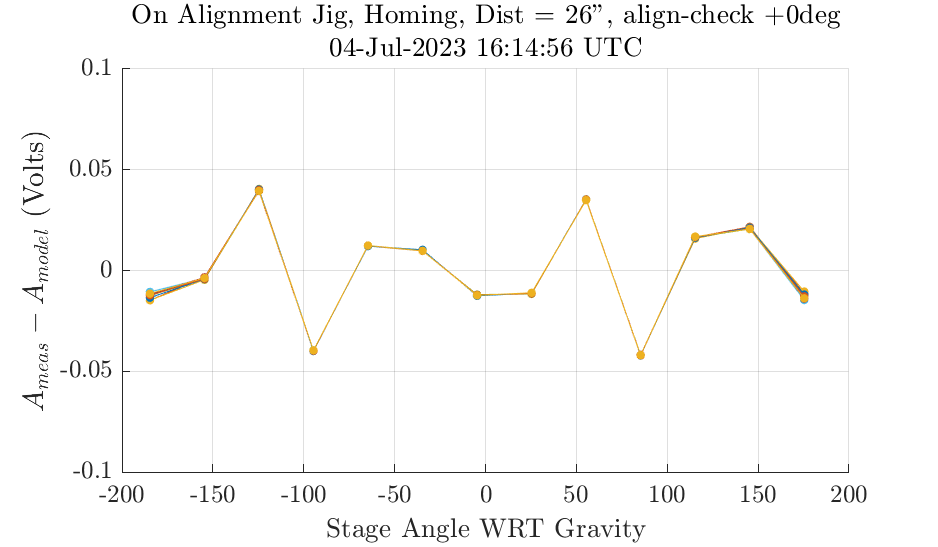 On Alignment Jig, Homing, Dist = 26”, align-check +0deg
04-Jul-2023 16:14:56 UTC
0.1
0.05
0
-0.05
-0.1
A_meas − A_model (Volts)
-200 -150 -100 -50 0 50 100 150 200
Stage Angle WRT Gravity